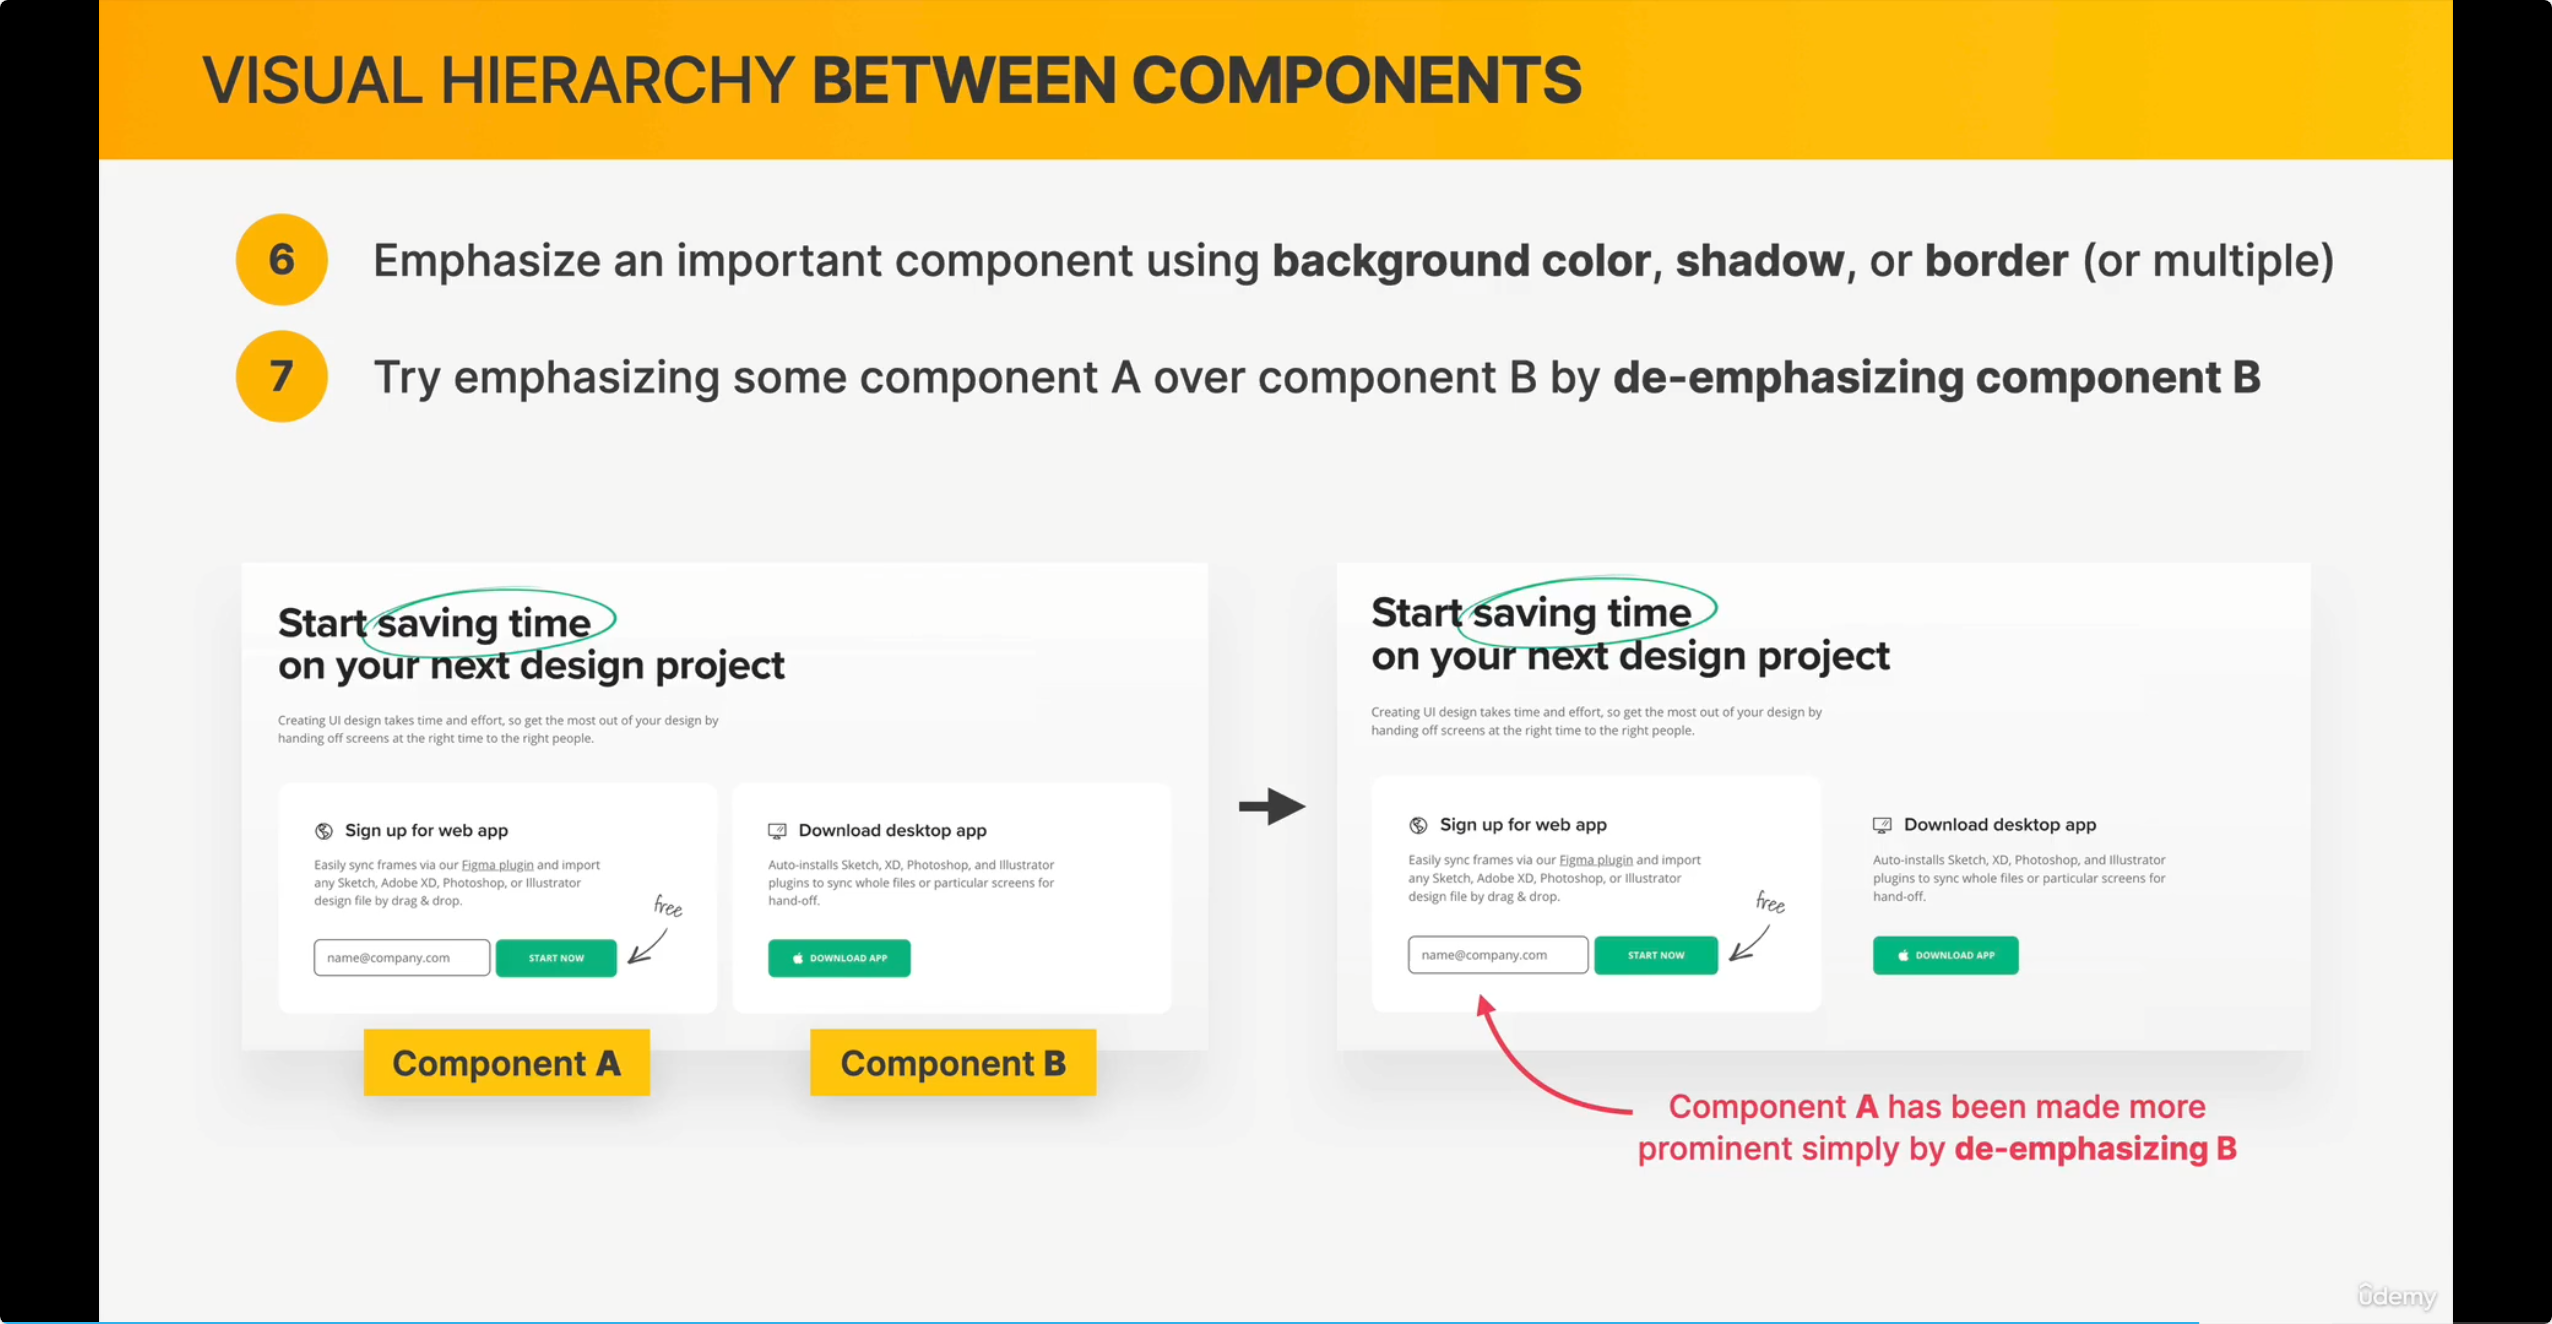 VISUAL HIERARCHY BETWEEN COMPONENTS
6 Emphasize an important component using background color, shadow, or border (or multiple)
7 Try emphasizing some component A over component B by de-emphasizing component B
Start saving time
on your next design project
Creating UI design takes time and effort, so get the most out of your design by
handing off screens at the right time to the right people.
Sign up for web app
Easily sync frames via our Figma plugin and import
any Sketch, Adobe XD, Photoshop, or Illustrator
design file by drag & drop.
free
name@company.com START NOW
Download desktop app
Auto-installs Sketch, XD, Photoshop, and Illustrator
plugins to sync whole files or particular screens for
hand-off.
DOWNLOAD APP
Component A
Component B
Start saving time
on your next design project
Creating UI design takes time and effort, so get the most out of your design by
handing off screens at the right time to the right people.
Sign up for web app
Easily sync frames via our Figma plugin and import
any Sketch, Adobe XD, Photoshop, or Illustrator
design file by drag & drop.
free
name@company.com START NOW
Download desktop app
Auto-installs Sketch, XD, Photoshop, and Illustrator
plugins to sync whole files or particular screens for
hand-off.
DOWNLOAD APP
Component A has been made more
prominent simply by de-emphasizing B
ûdemy